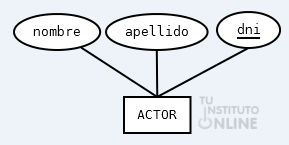 nombre
apellido
dni
ACTOR
TU
INSTITUTO
ONLINE